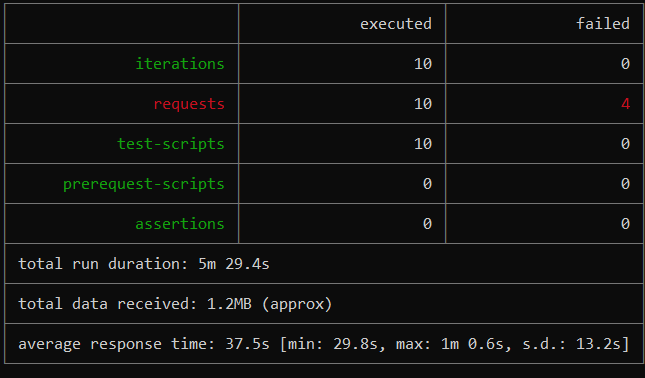 executed failed
iterations 10 0
requests 10 4
test-scripts 10 0
prerequest-scripts 0 0
assertions 0 0
total run duration: 5m 29.4s
total data received: 1.2MB (approx)
average response time: 37.5s [min: 29.8s, max: 1m 0.6s, s.d.: 13.2s]